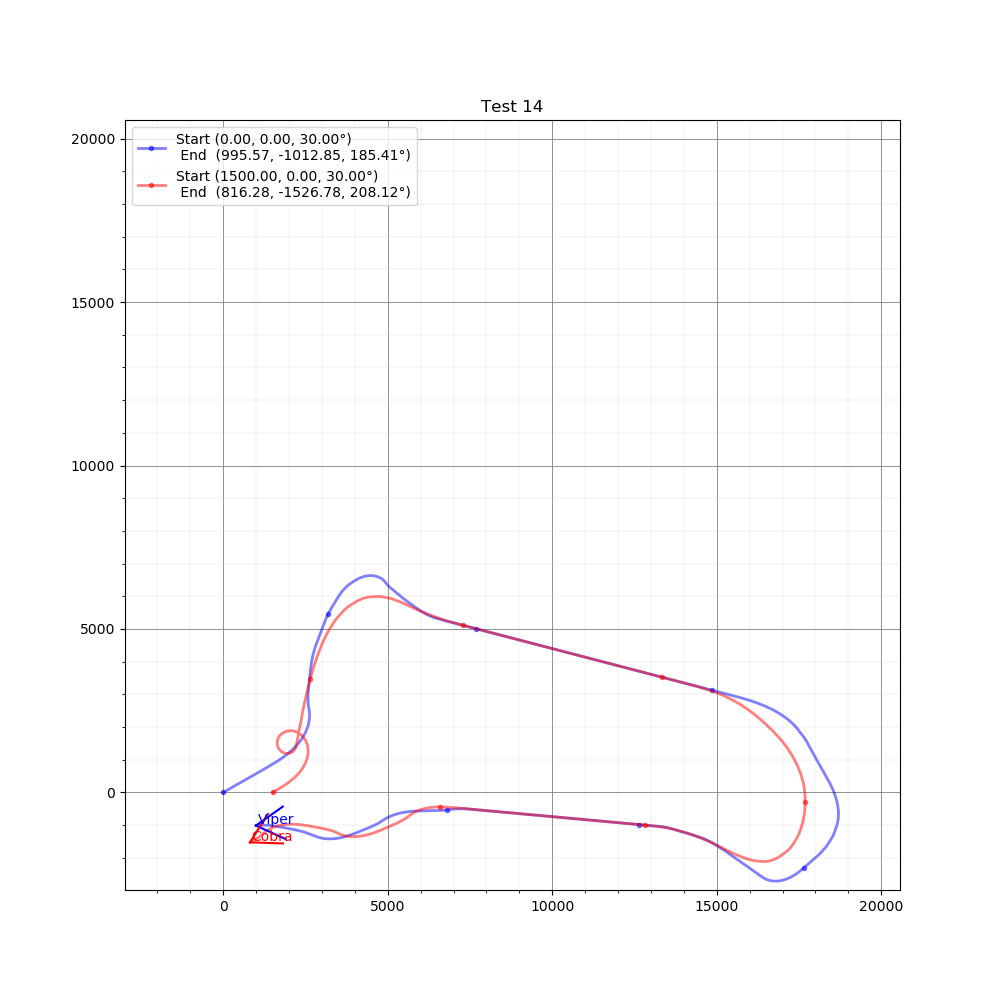 Test 14
Start (0.00, 0.00, 30.00°)
End (995.57, -1012.85, 185.41°)
Start (1500.00, 0.00, 30.00°)
End (816.28, -1526.78, 208.12°)
20000
15000
10000
5000
0
Viper
Cobra
0 5000 10000 15000 20000